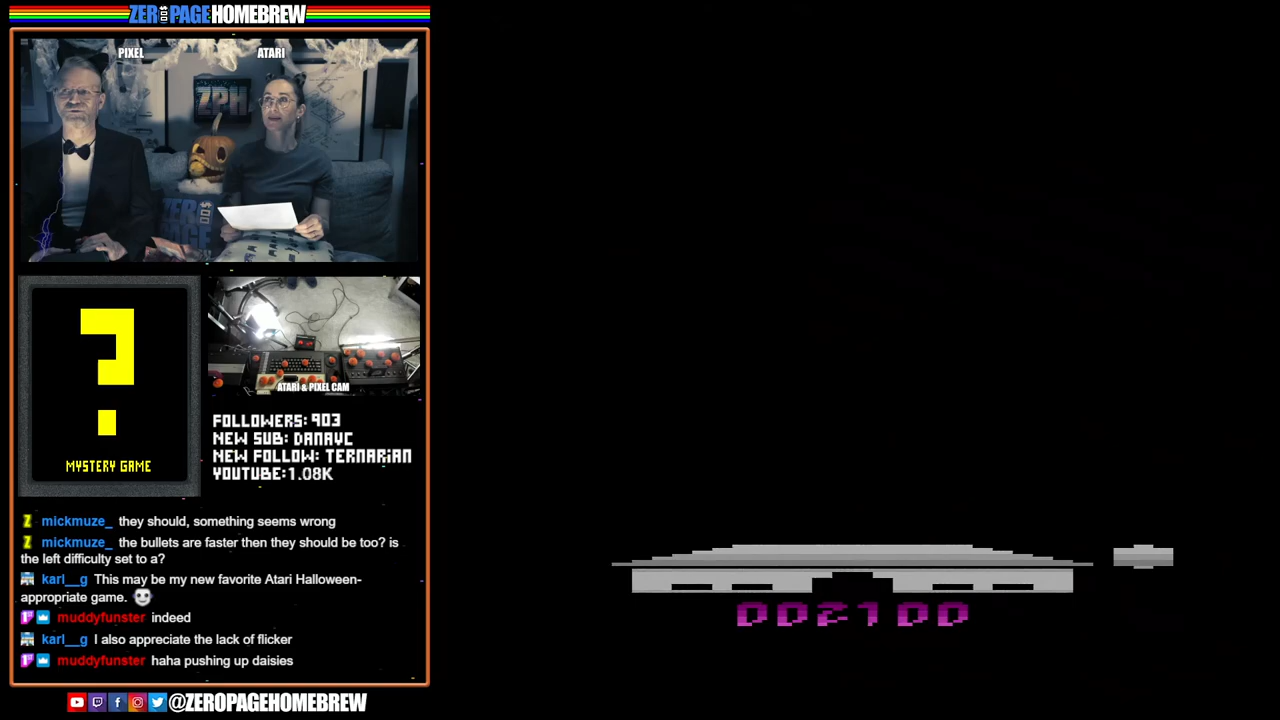 ZEROPAGE HOMEBREW
PIXEL
ATARI
ZPH
ZERO
PAGE
?
MYSTERY GAME
ATARI & PIXEL CAM
FOLLOWERS: 903
NEW SUB: DANAVC
NEW FOLLOW: TERNARIAN
YOUTUBE:1.08K
mickmuze_ they should, something seems wrong
mickmuze_ the bullets are faster then they should be too? is
the left difficulty set to a?
karl__g This may be my new favorite Atari Halloween-
appropriate game.
muddyfunster indeed
karl__g I also appreciate the lack of flicker
muddyfunster haha pushing up daisies
@ZEROPAGEHOMEBREW
002100